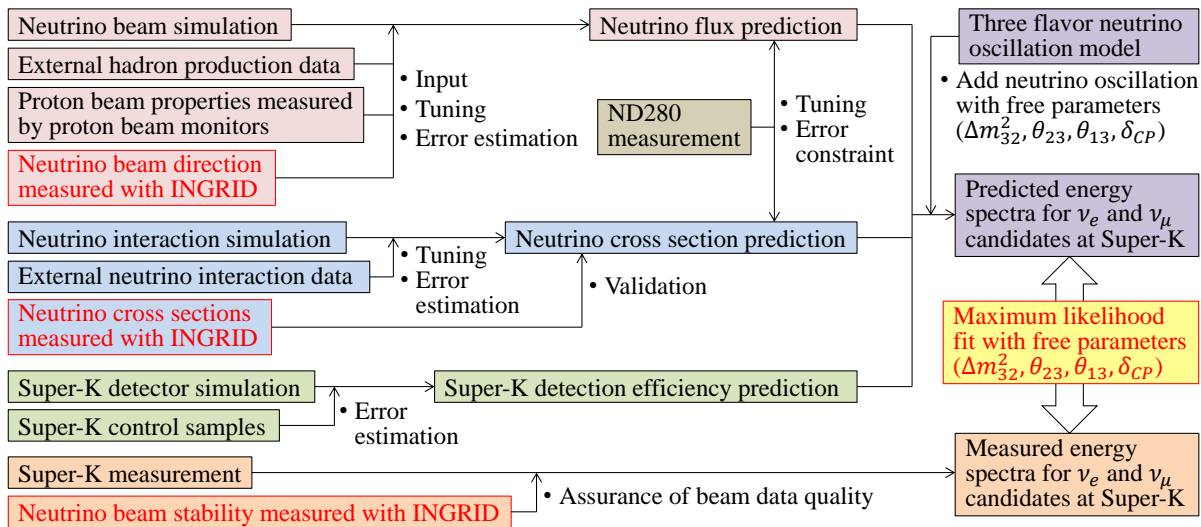 Neutrino beam simulation
External hadron production data
Proton beam properties measured
by proton beam monitors
Neutrino beam direction
measured with INGRID
• Input
• Tuning
• Error estimation
Neutrino flux prediction
ND280
measurement
• Tuning
• Error
constraint
Three flavor neutrino
oscillation model
• Add neutrino oscillation
with free parameters
(Δm²₃₂, θ₂₃, θ₁₃, δ_CP)
Neutrino interaction simulation
External neutrino interaction data
Neutrino cross sections
measured with INGRID
• Tuning
• Error
estimation
Neutrino cross section prediction
• Validation
Predicted energy
spectra for νₑ and ν_μ
candidates at Super-K
Maximum likelihood
fit with free parameters
(Δm²₃₂, θ₂₃, θ₁₃, δ_CP)
Super-K detector simulation
Super-K control samples
• Error
estimation
Super-K detection efficiency prediction
Super-K measurement
Neutrino beam stability measured with INGRID
• Assurance of beam data quality
Measured energy
spectra for νₑ and ν_μ
candidates at Super-K